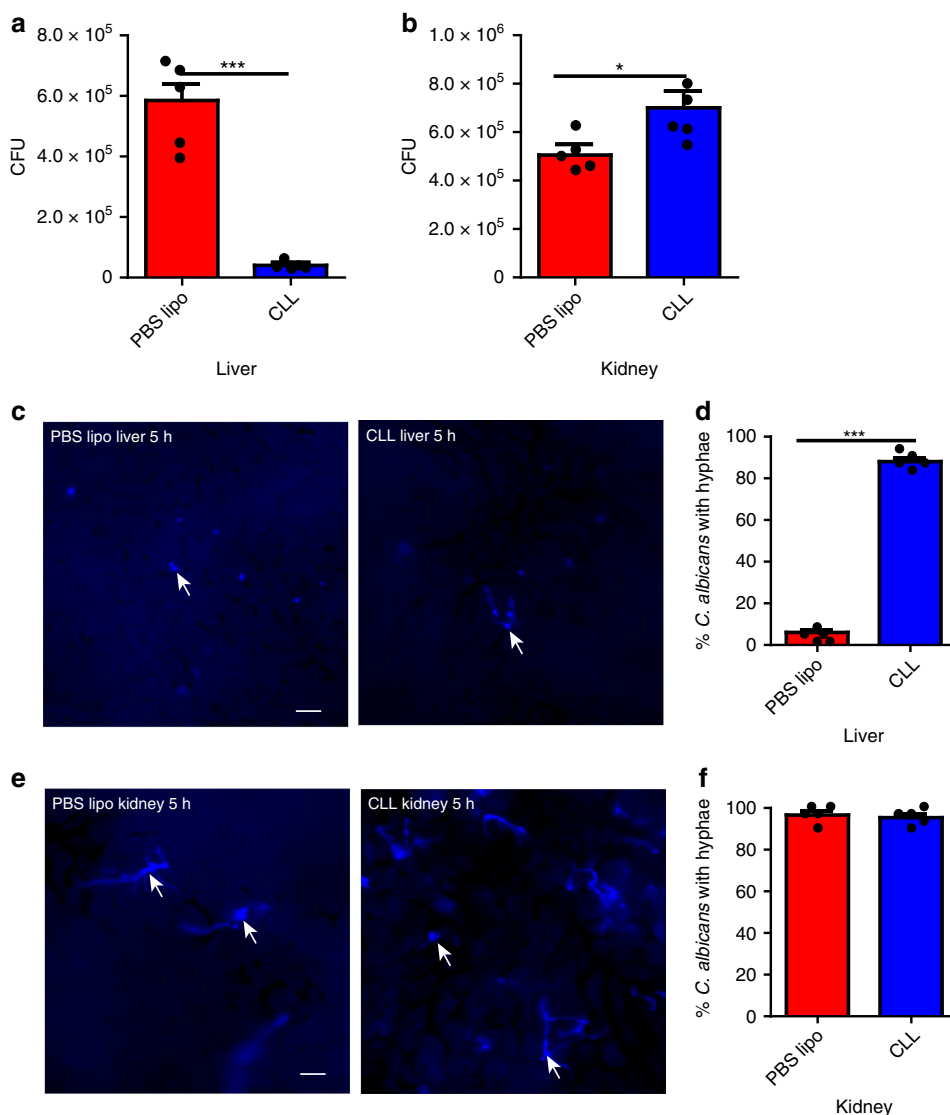 a
8.0 × 10⁵
6.0 × 10⁵
4.0 × 10⁵
2.0 × 10⁵
0
CFU
***
PBS lipo
CLL
Liver
b
1.0 × 10⁶
8.0 × 10⁵
6.0 × 10⁵
4.0 × 10⁵
2.0 × 10⁵
0
CFU
*
PBS lipo
CLL
Kidney
c
PBS lipo liver 5 h
CLL liver 5 h
d
100
80
60
40
20
0
% C. albicans with hyphae
***
PBS lipo
CLL
Liver
e
PBS lipo kidney 5 h
CLL kidney 5 h
f
100
80
60
40
20
0
% C. albicans with hyphae
PBS lipo
CLL
Kidney